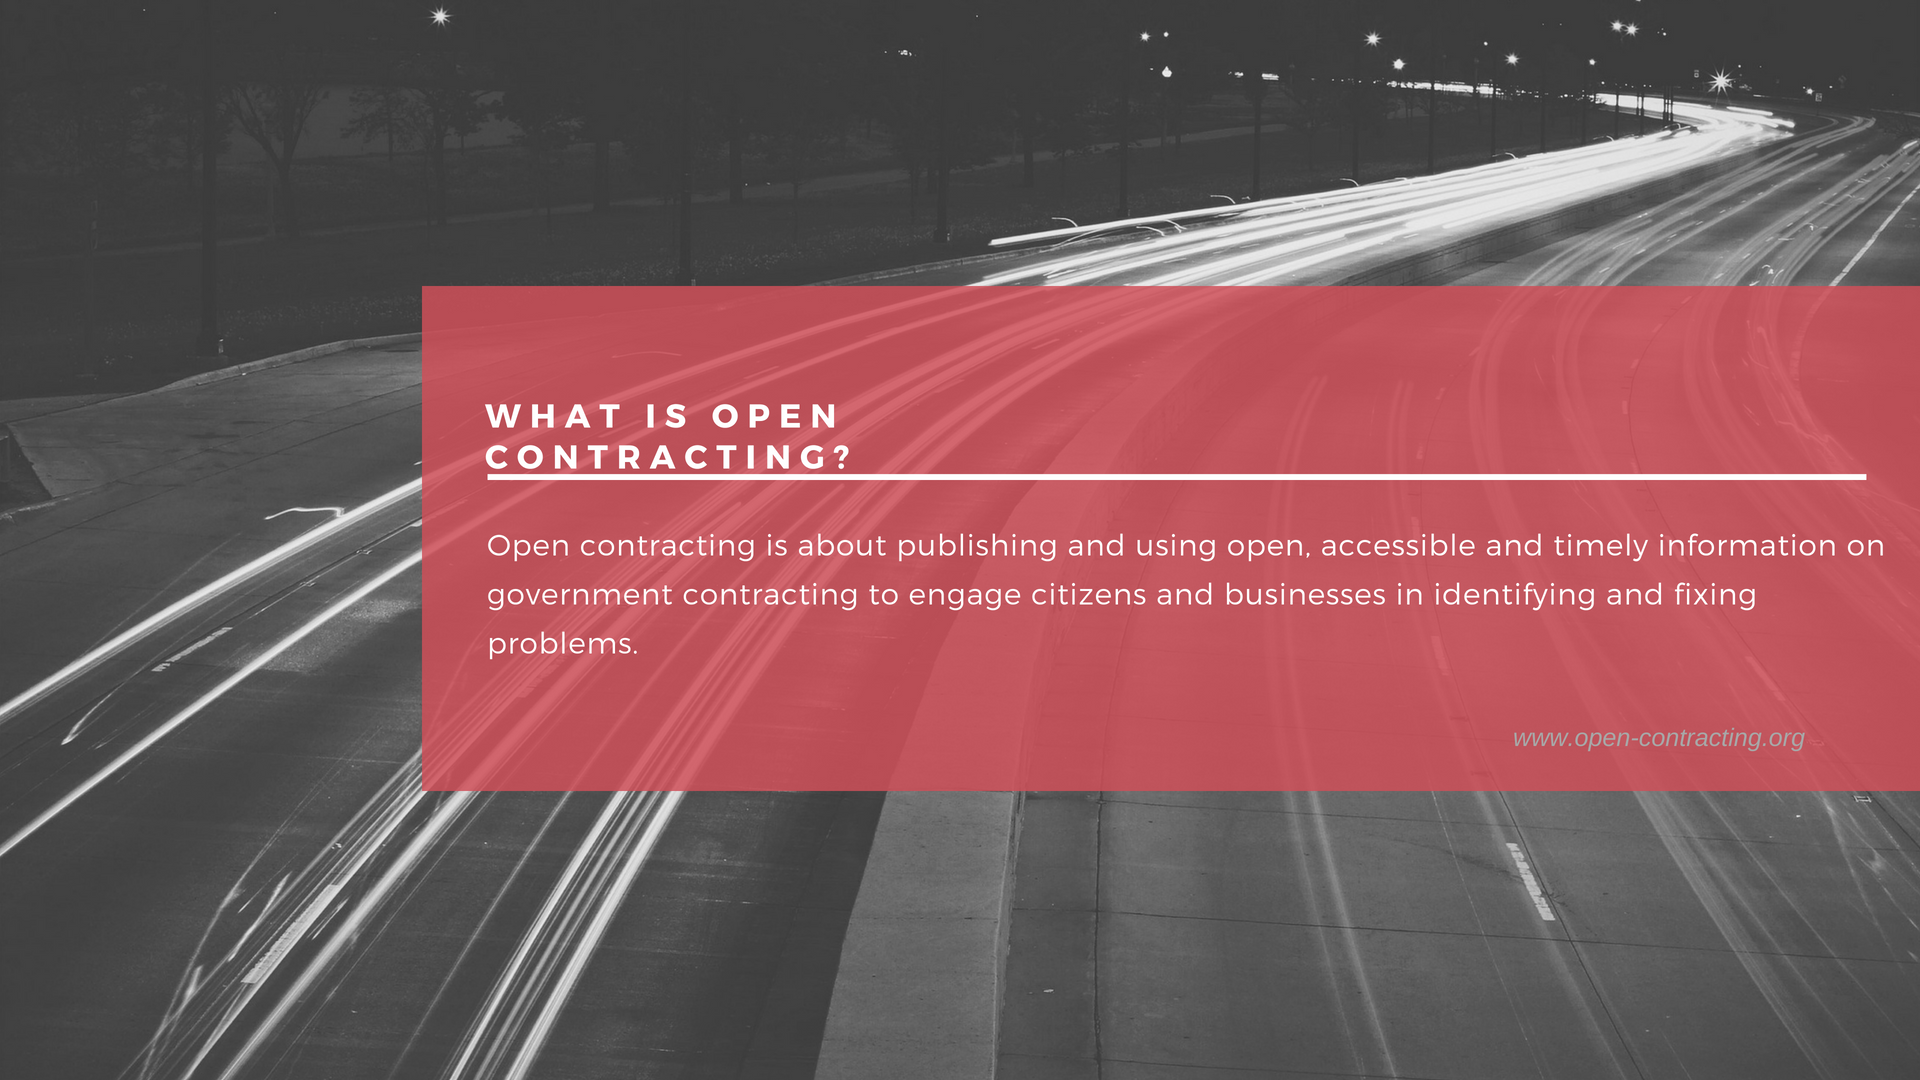 WHAT IS OPEN
CONTRACTING?
Open contracting is about publishing and using open, accessible and timely information on
government contracting to engage citizens and businesses in identifying and fixing
problems.
www.open-contracting.org